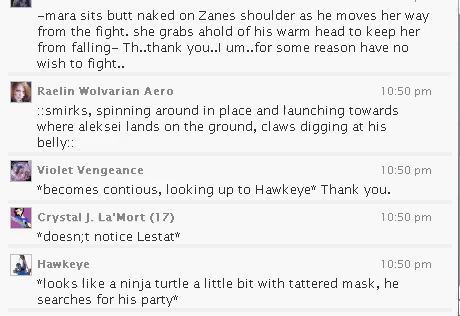 ~mara sits butt naked on Zanes shoulder as he moves her way
from the fight. she grabs ahold of his warm head to keep her
from falling~ Th..thank you..I um..for some reason have no
wish to fight..
Raelin Wolvarian Aero 10:50 pm
::smirks, spinning around in place and launching towards
where aleksei lands on the ground, claws digging at his
belly::
Violet Vengeance 10:50 pm
*becomes contious, looking up to Hawkeye* Thank you.
Crystal J. La'Mort (17) 10:50 pm
*doesn;t notice Lestat*
Hawkeye 10:50 pm
*looks like a ninja turtle a little bit with tattered mask, he
searches for his party*